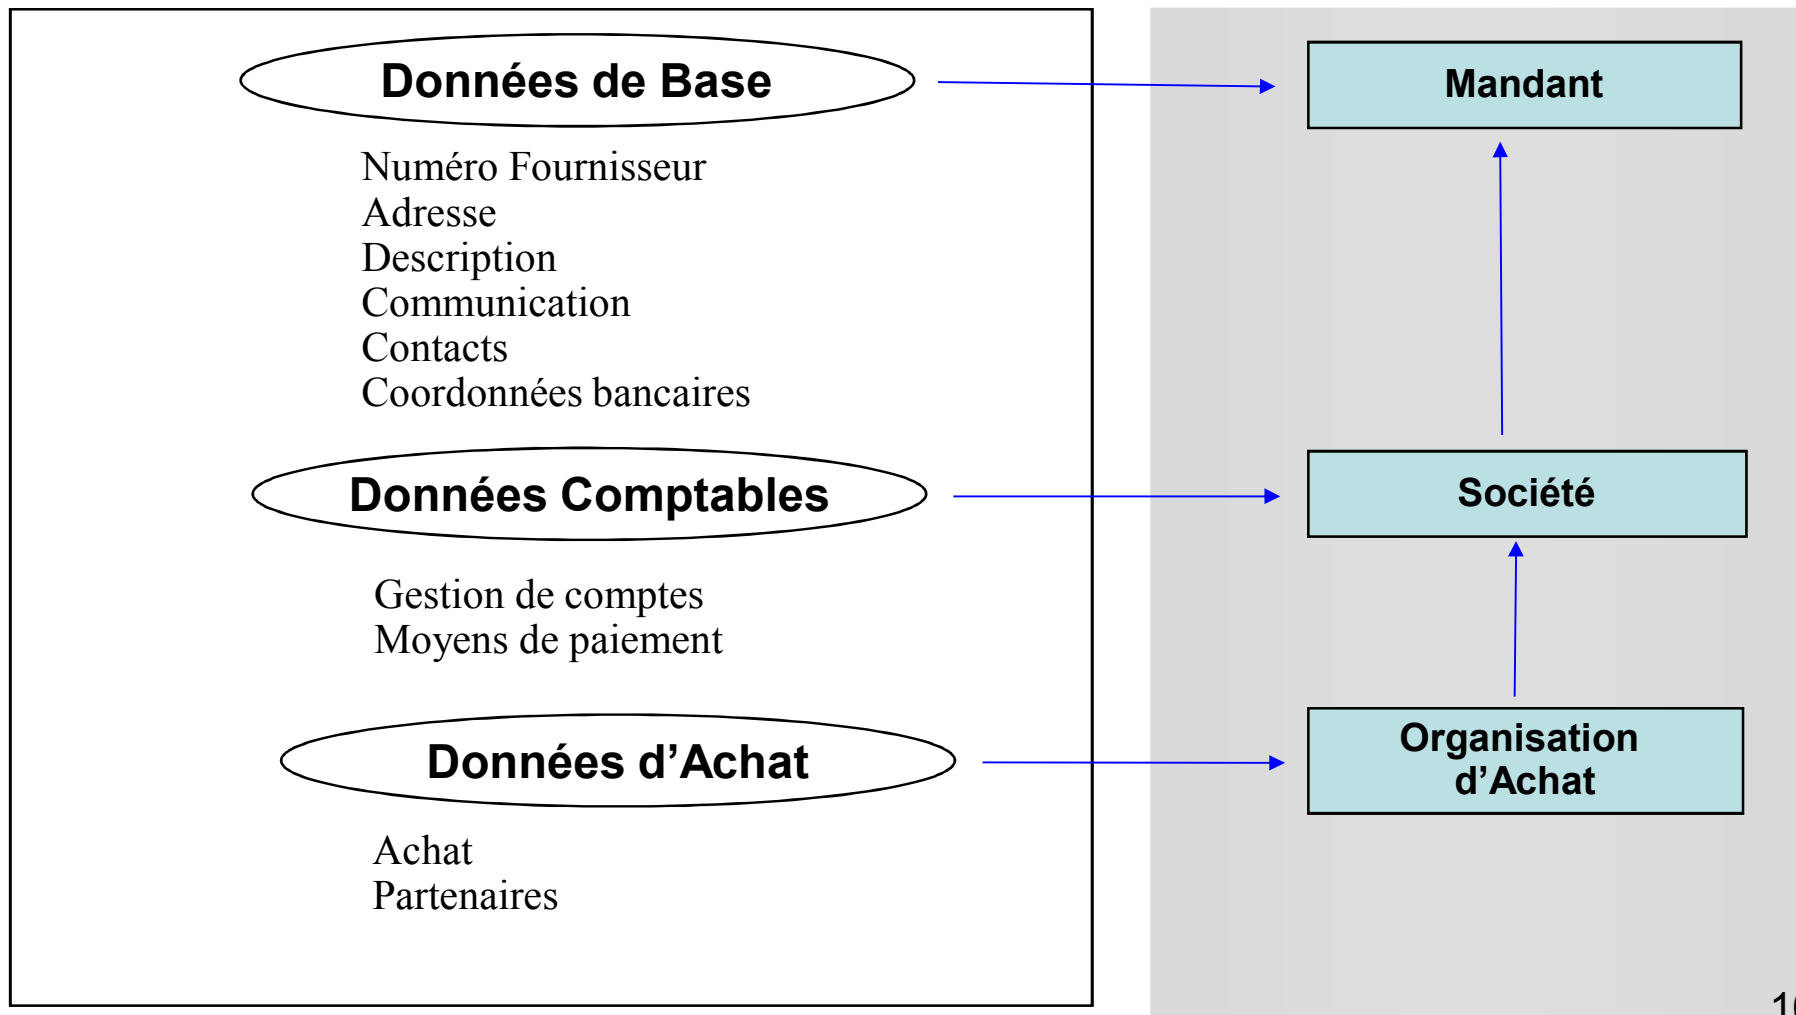 Données de Base
Mandant
Numéro Fournisseur
Adresse
Description
Communication
Contacts
Coordonnées bancaires
Données Comptables
Société
Gestion de comptes
Moyens de paiement
Données d’Achat
Organisation
d’Achat
Achat
Partenaires